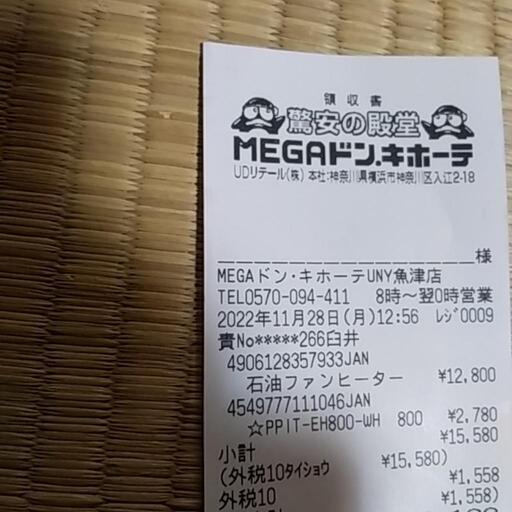 領収書
驚安の殿堂
MEGAドン.キホーテ
UDリテール(株) 本社:神奈川県横浜市神奈川区入江2-18
様
MEGAドン・キホーテUNY魚津店
TEL0570-094-411 8時～翌0時営業
2022年11月28日(月)12:56 ﾚｼﾞ0009
責No*****266臼井
4906128357933JAN
石油ファンヒーター ¥12,800
4549777111046JAN
☆PPIT-EH800-WH 800 ¥2,780
小計 ¥15,580
(外税10ﾀｲｼｮｳ ¥15,580)
外税10 ¥1,558
¥1,558)